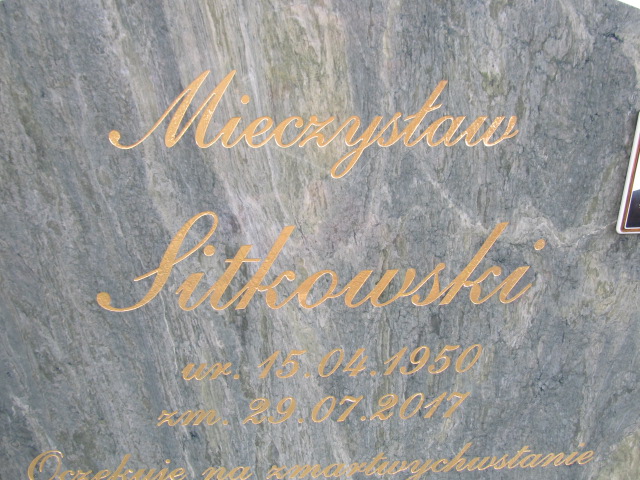 Mieczysław
Sitkowski
ur. 15.04.1950
zm. 29.07.2017
Oczekuje na zmartwychwstanie